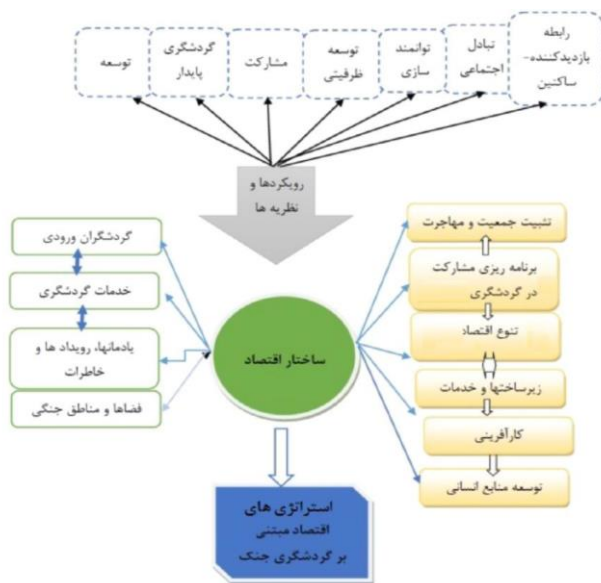 رابطه
بازدیدکننده-
ساکنین
تبادل
اجتماعی
توانمند
سازی
توسعه
ظرفیتی
مشارکت
گردشگری
پایدار
توسعه
رویکردها و
نظریه ها
تثبیت جمعیت و مهاجرت
برنامه ریزی مشارکت
در گردشگری
تنوع اقتصاد
زیرساختها و خدمات
کارآفرینی
توسعه منابع انسانی
ساختار اقتصاد
گردشگران ورودی
خدمات گردشگری
یادمانها، رویداد ها و
خاطرات
فضاها و مناطق جنگی
استراتژی های
اقتصاد مبتنی
بر گردشگری جنگ